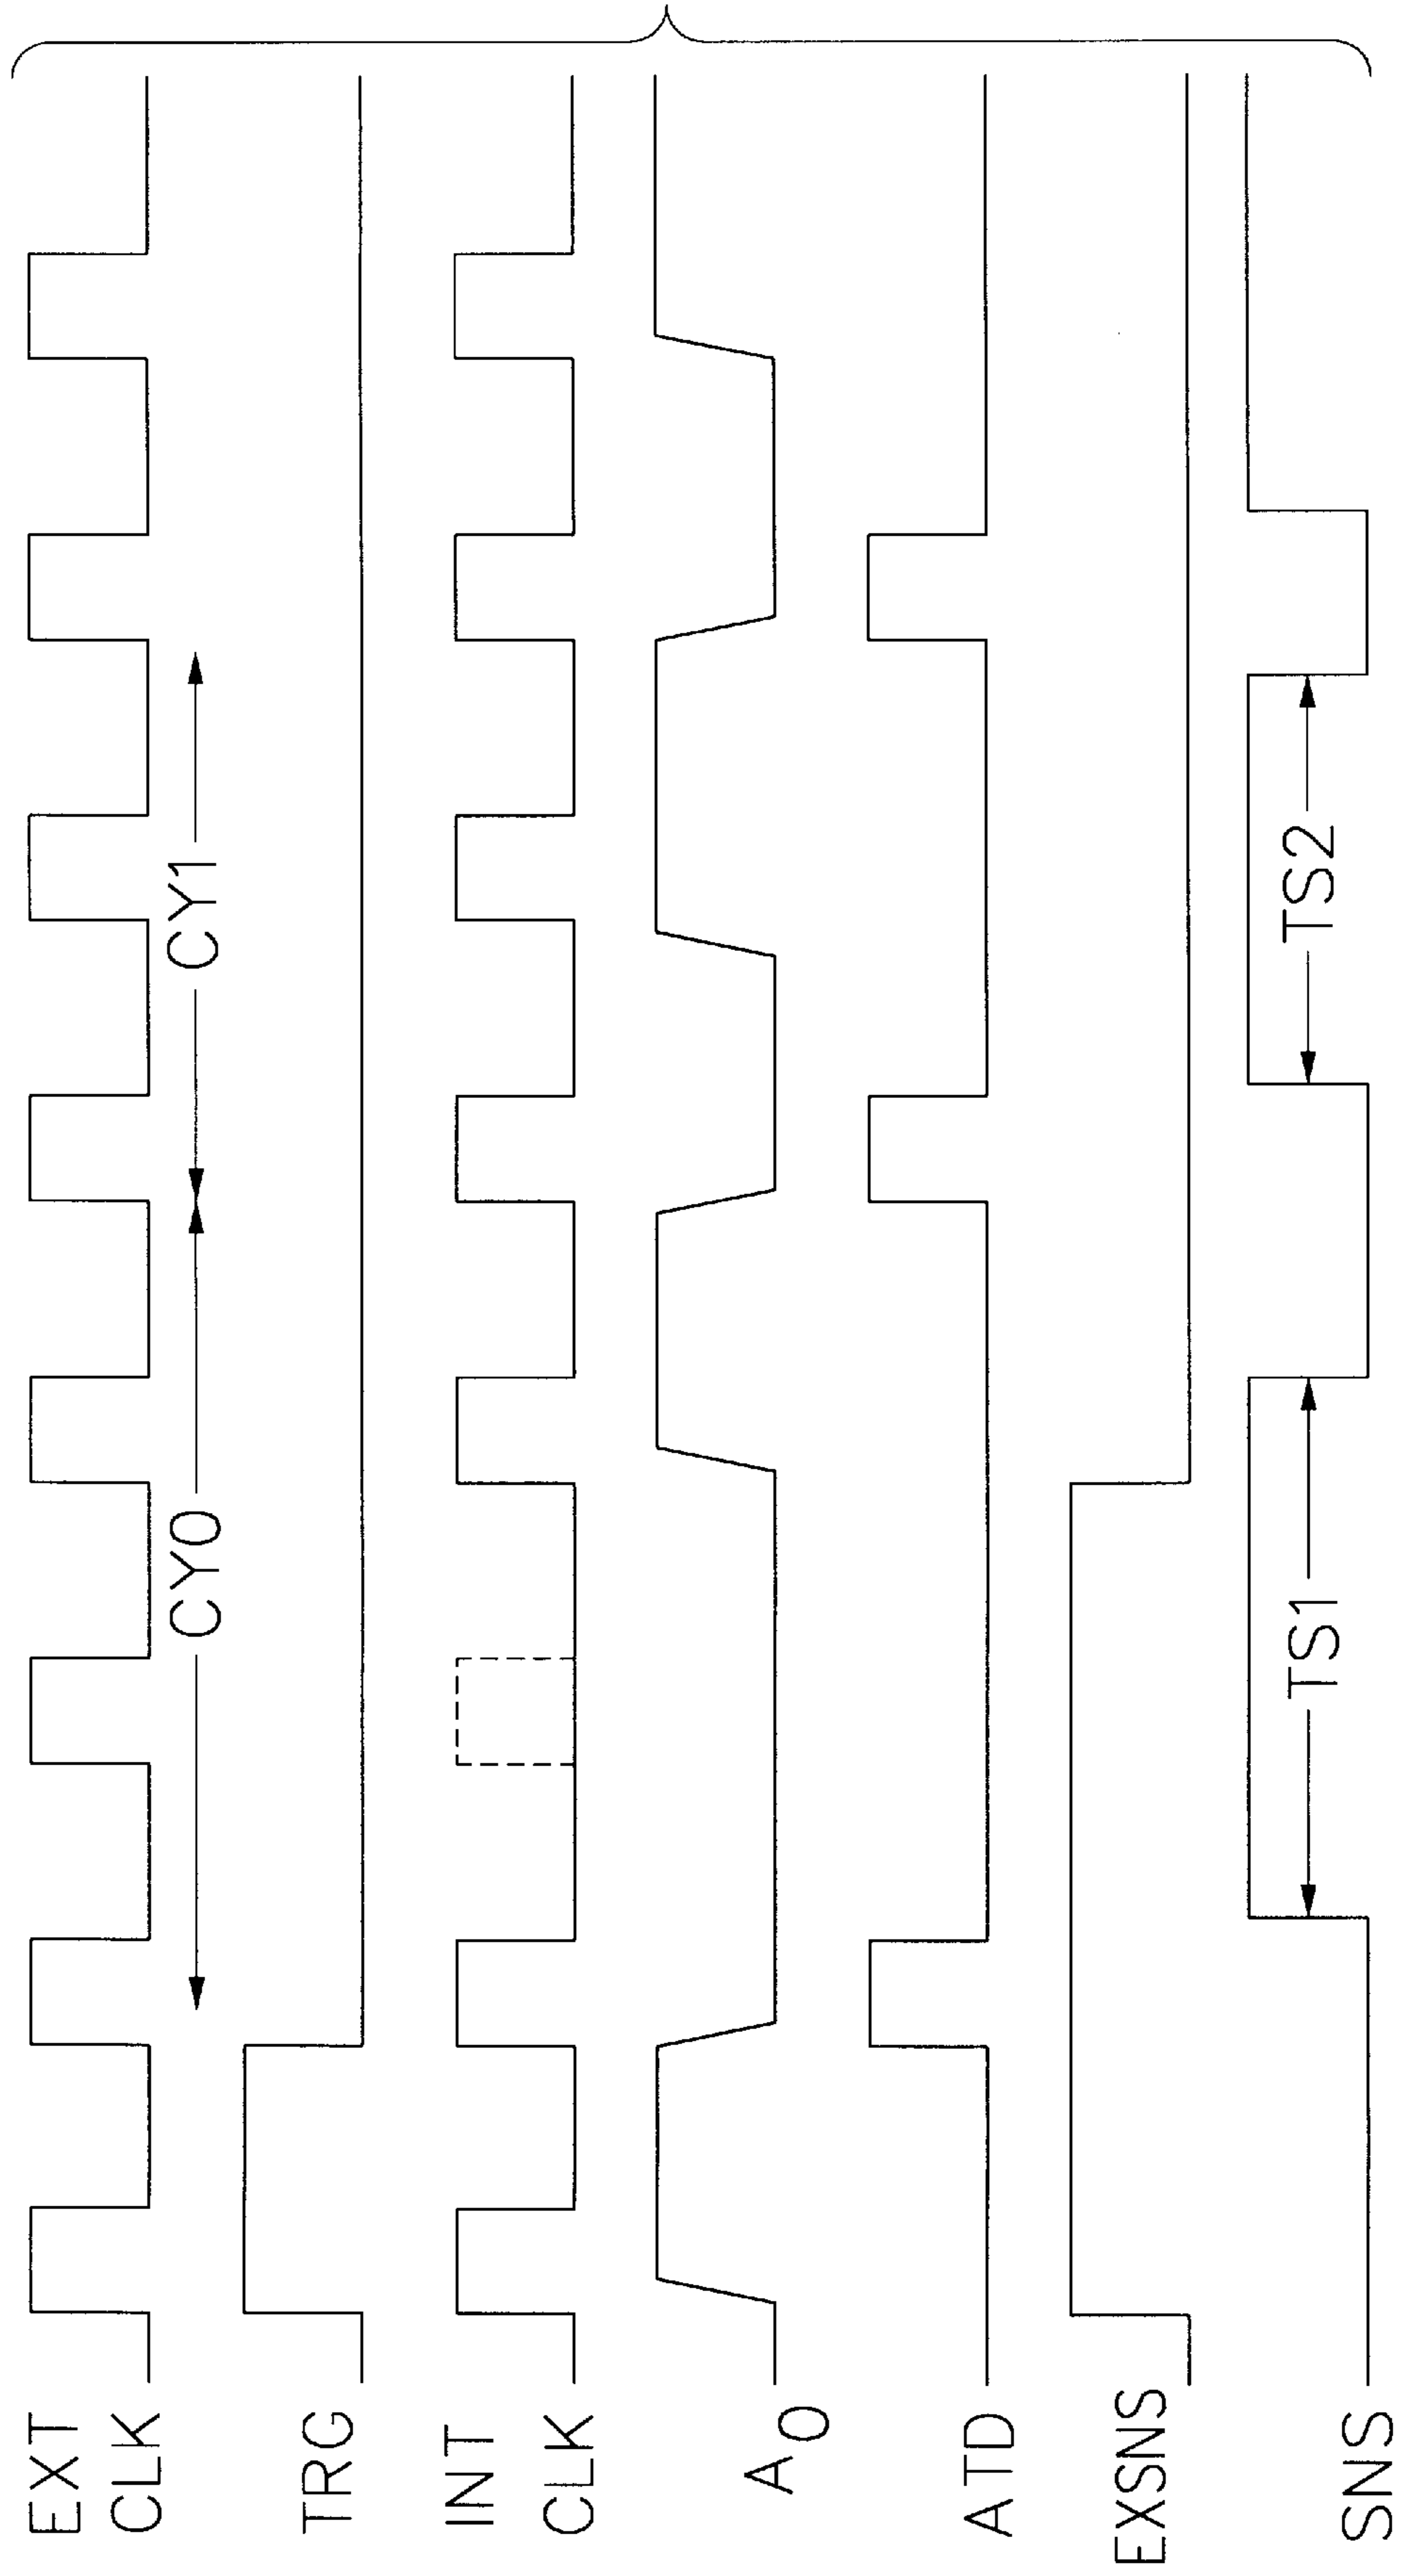 EXT
CLK
CY0
CY1
TRG
INT
CLK
A0
ATD
EXSNS
SNS
TS1
TS2